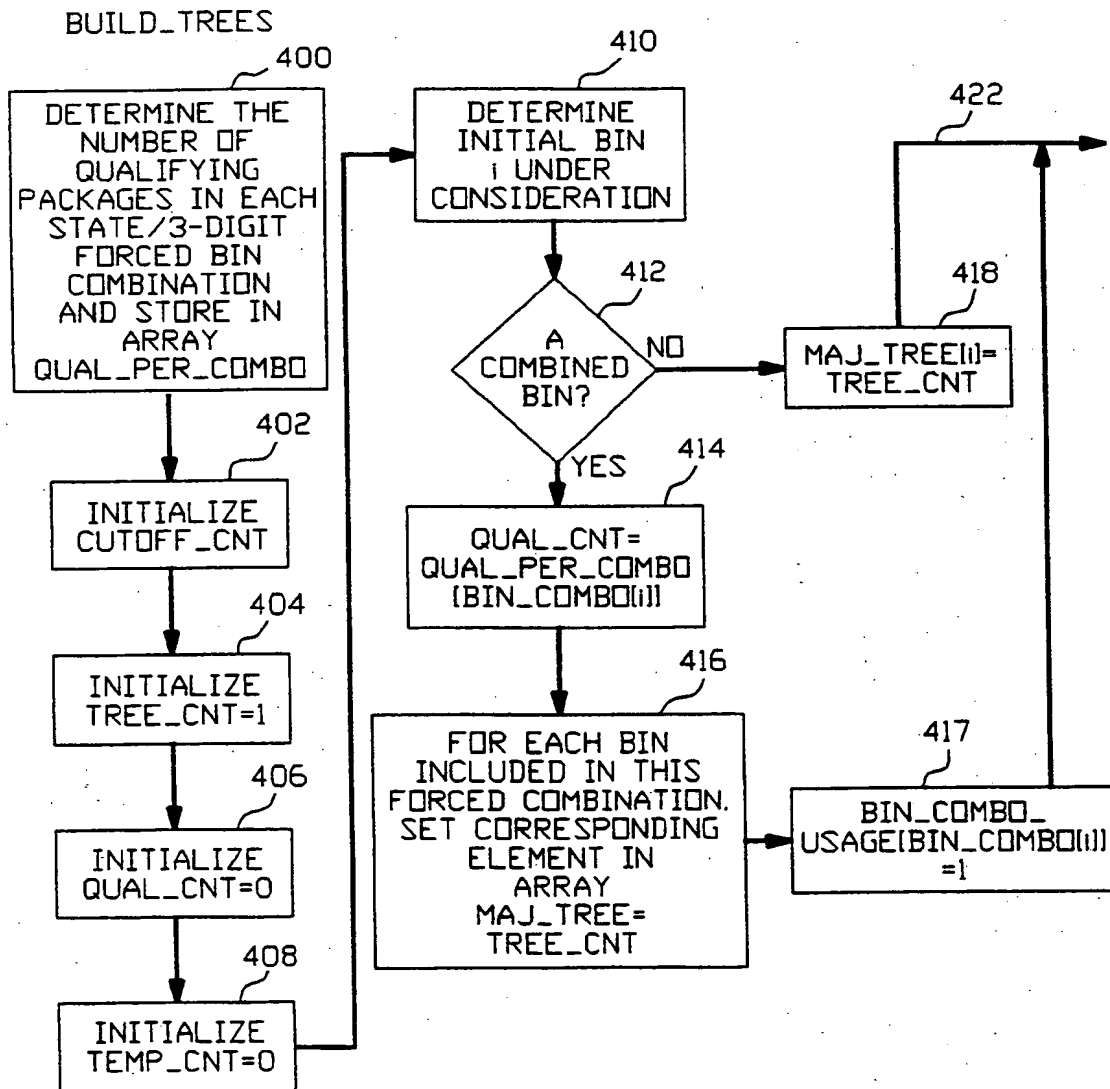 BUILD_TREES
400
DETERMINE THE
NUMBER OF
QUALIFYING
PACKAGES IN EACH
STATE/3-DIGIT
FORCED BIN
COMBINATION
AND STORE IN
ARRAY
QUAL_PER_COMBO
402
INITIALIZE
CUTOFF_CNT
404
INITIALIZE
TREE_CNT=1
406
INITIALIZE
QUAL_CNT=0
408
INITIALIZE
TEMP_CNT=0
410
DETERMINE
INITIAL BIN
i UNDER
CONSIDERATION
412
A
COMBINED
BIN?
NO
YES
414
QUAL_CNT=
QUAL_PER_COMBO
[BIN_COMBO[i]]
416
FOR EACH BIN
INCLUDED IN THIS
FORCED COMBINATION.
SET CORRESPONDING
ELEMENT IN
ARRAY
MAJ_TREE=
TREE_CNT
417
BIN_COMBO_
USAGE[BIN_COMBO[i]]
=1
418
MAJ_TREE[i]=
TREE_CNT
422